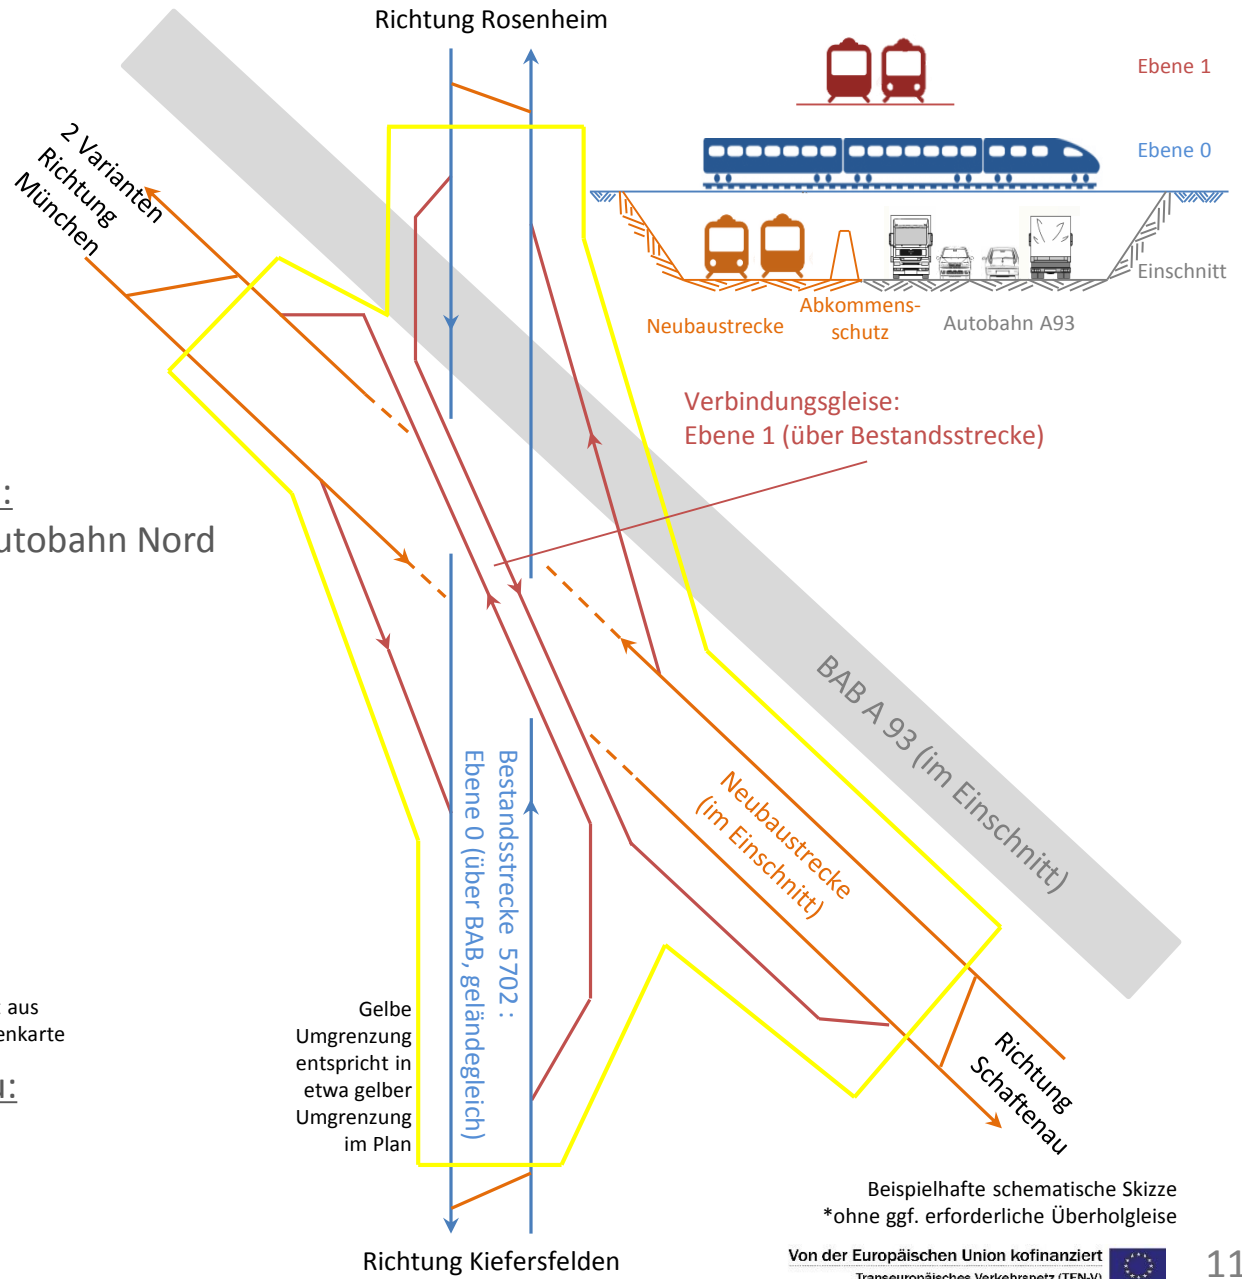 Richtung Rosenheim
Ebene 1
Ebene 0
Einschnitt
Neubaustrecke
Abkommens-
schutz
Autobahn A93
2 Varianten
Richtung
München
Verbindungsgleise:
Ebene 1 (über Bestandsstrecke)
:
utobahn Nord
BAB A 93 (im Einschnitt)
Neubaustrecke
(im Einschnitt)
Bestandsstrecke 5702 :
Ebene 0 (über BAB, geländegleich)
aus
enkarte
:
Gelbe
Umgrenzung
entspricht in
etwa gelber
Umgrenzung
im Plan
Richtung
Schaftenau
Beispielhafte schematische Skizze
*ohne ggf. erforderliche Überholgleise
Richtung Kiefersfelden
Von der Europäischen Union kofinanziert
Transeuropäisches Verkehrsnetz (TEN-V)
11